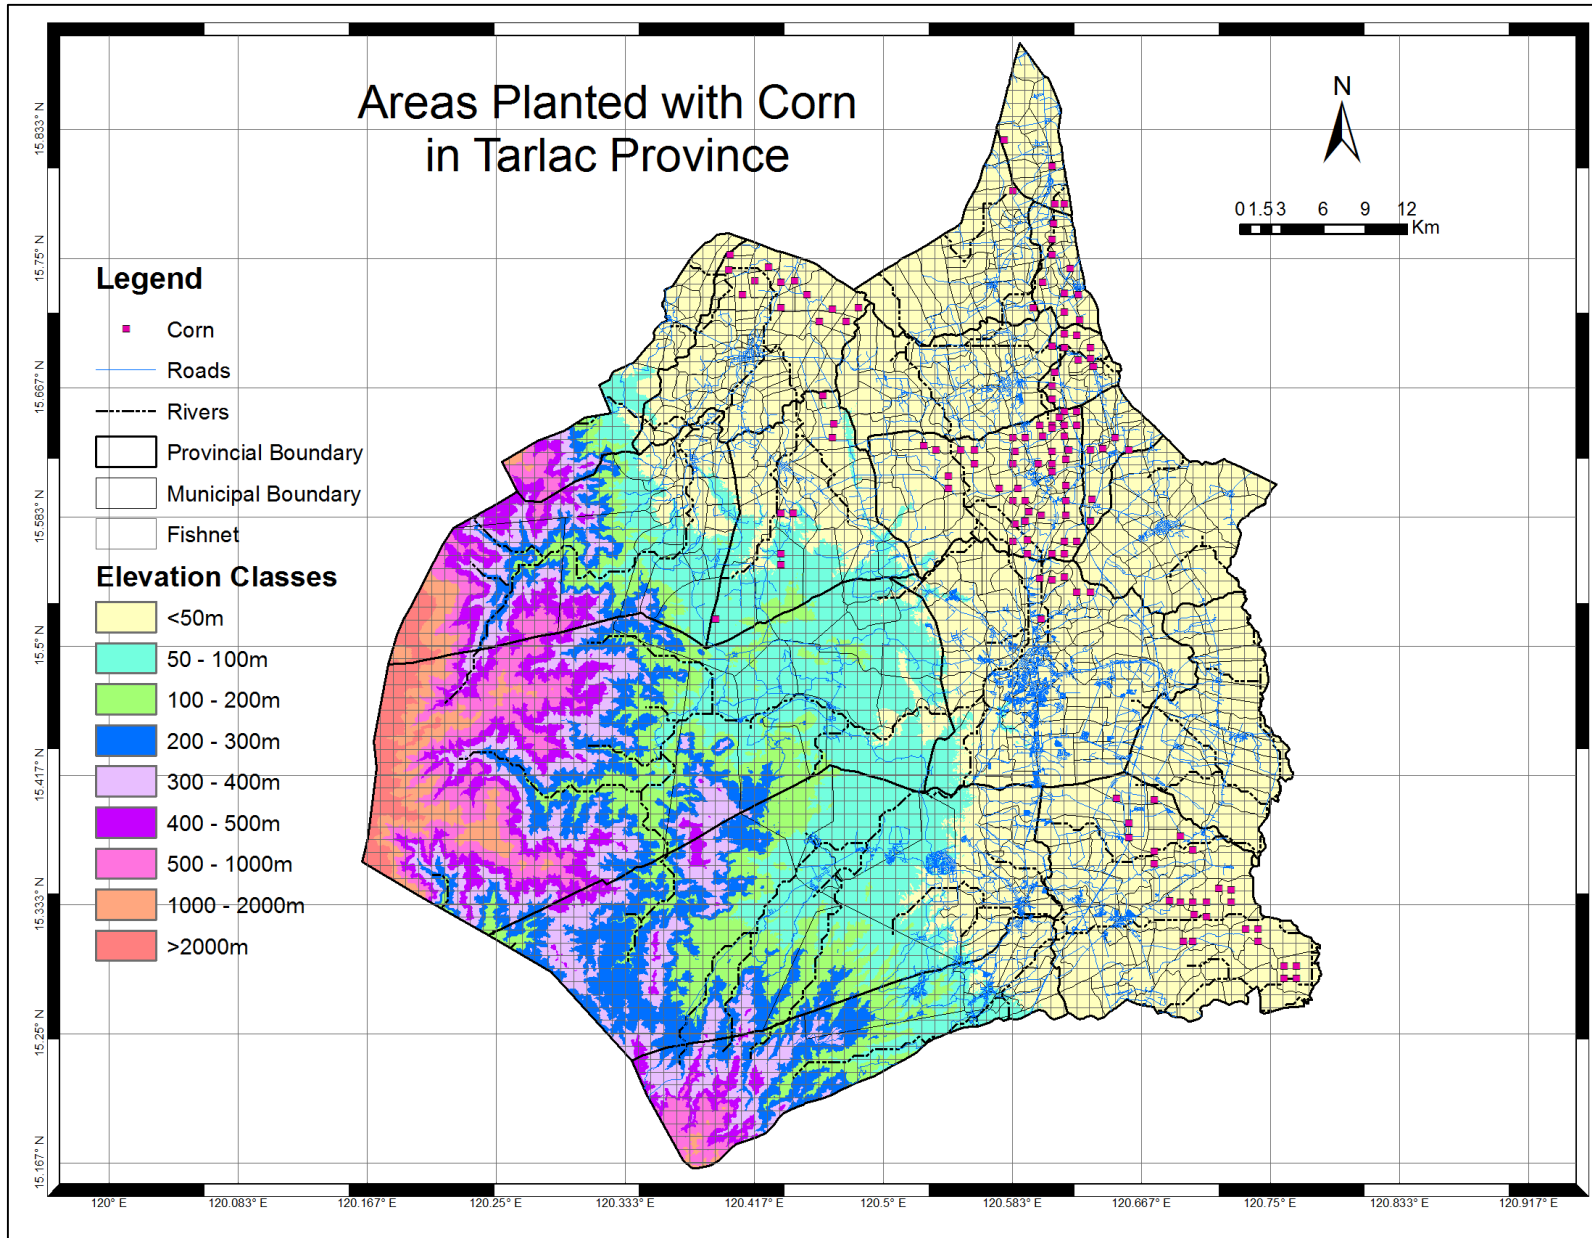 Areas Planted with Corn
in Tarlac Province
N
0 1.5 3 6 9 12
Km
Legend
Corn
Roads
Rivers
Provincial Boundary
Municipal Boundary
Fishnet
Elevation Classes
<50m
50 - 100m
100 - 200m
200 - 300m
300 - 400m
400 - 500m
500 - 1000m
1000 - 2000m
>2000m
15.833° N
15.75° N
15.667° N
15.583° N
15.5° N
15.417° N
15.333° N
15.25° N
15.167° N
120° E 120.083° E 120.167° E 120.25° E 120.333° E 120.417° E 120.5° E 120.583° E 120.667° E 120.75° E 120.833° E 120.917° E